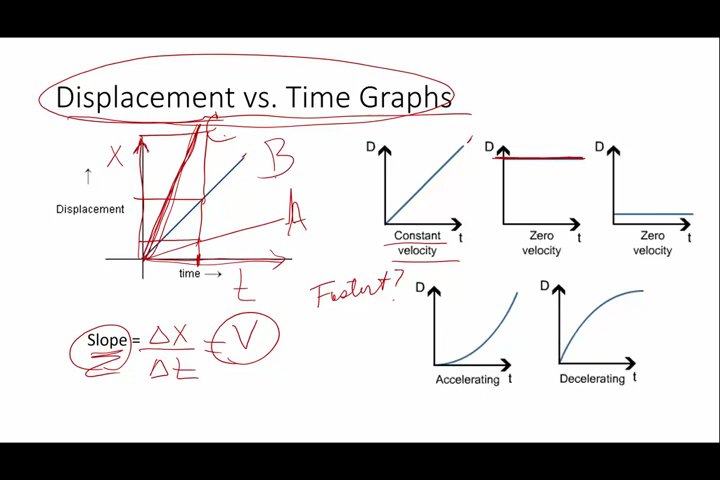 Displacement vs. Time Graphs
X
C
B
A
↑
Displacement
time →
t
Slope = ΔX / Δt = V
D
t
Constant
velocity
D
t
Zero
velocity
D
t
Zero
velocity
Fastest?
D
t
Accelerating
D
t
Decelerating